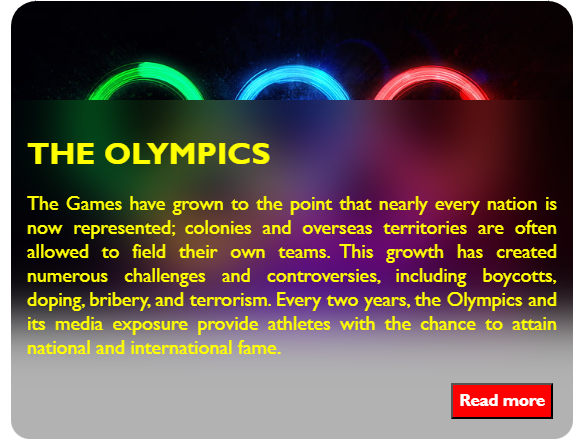 THE OLYMPICS
The Games have grown to the point that nearly every nation is
now represented; colonies and overseas territories are often
allowed to field their own teams. This growth has created
numerous challenges and controversies, including boycotts,
doping, bribery, and terrorism. Every two years, the Olympics and
its media exposure provide athletes with the chance to attain
national and international fame.
Read more